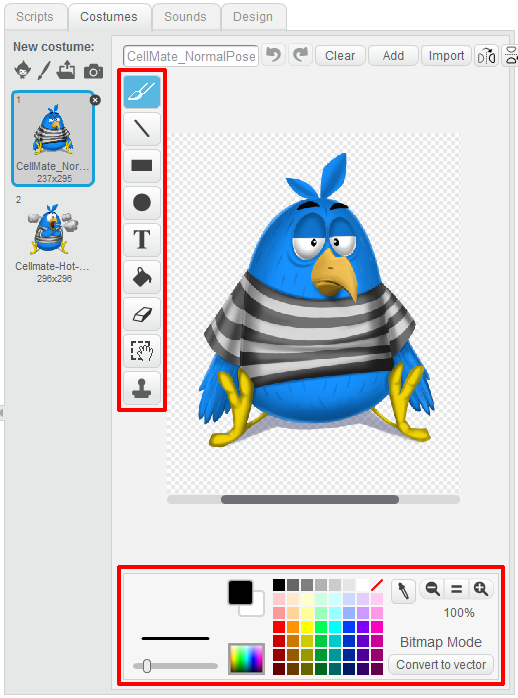 Scripts Costumes Sounds Design
New costume:
CellMate_NormalPose Clear Add Import
1
CellMate_Nor...
237x295
2
Cellmate-Hot-...
296x296
T
100%
Bitmap Mode
Convert to vector